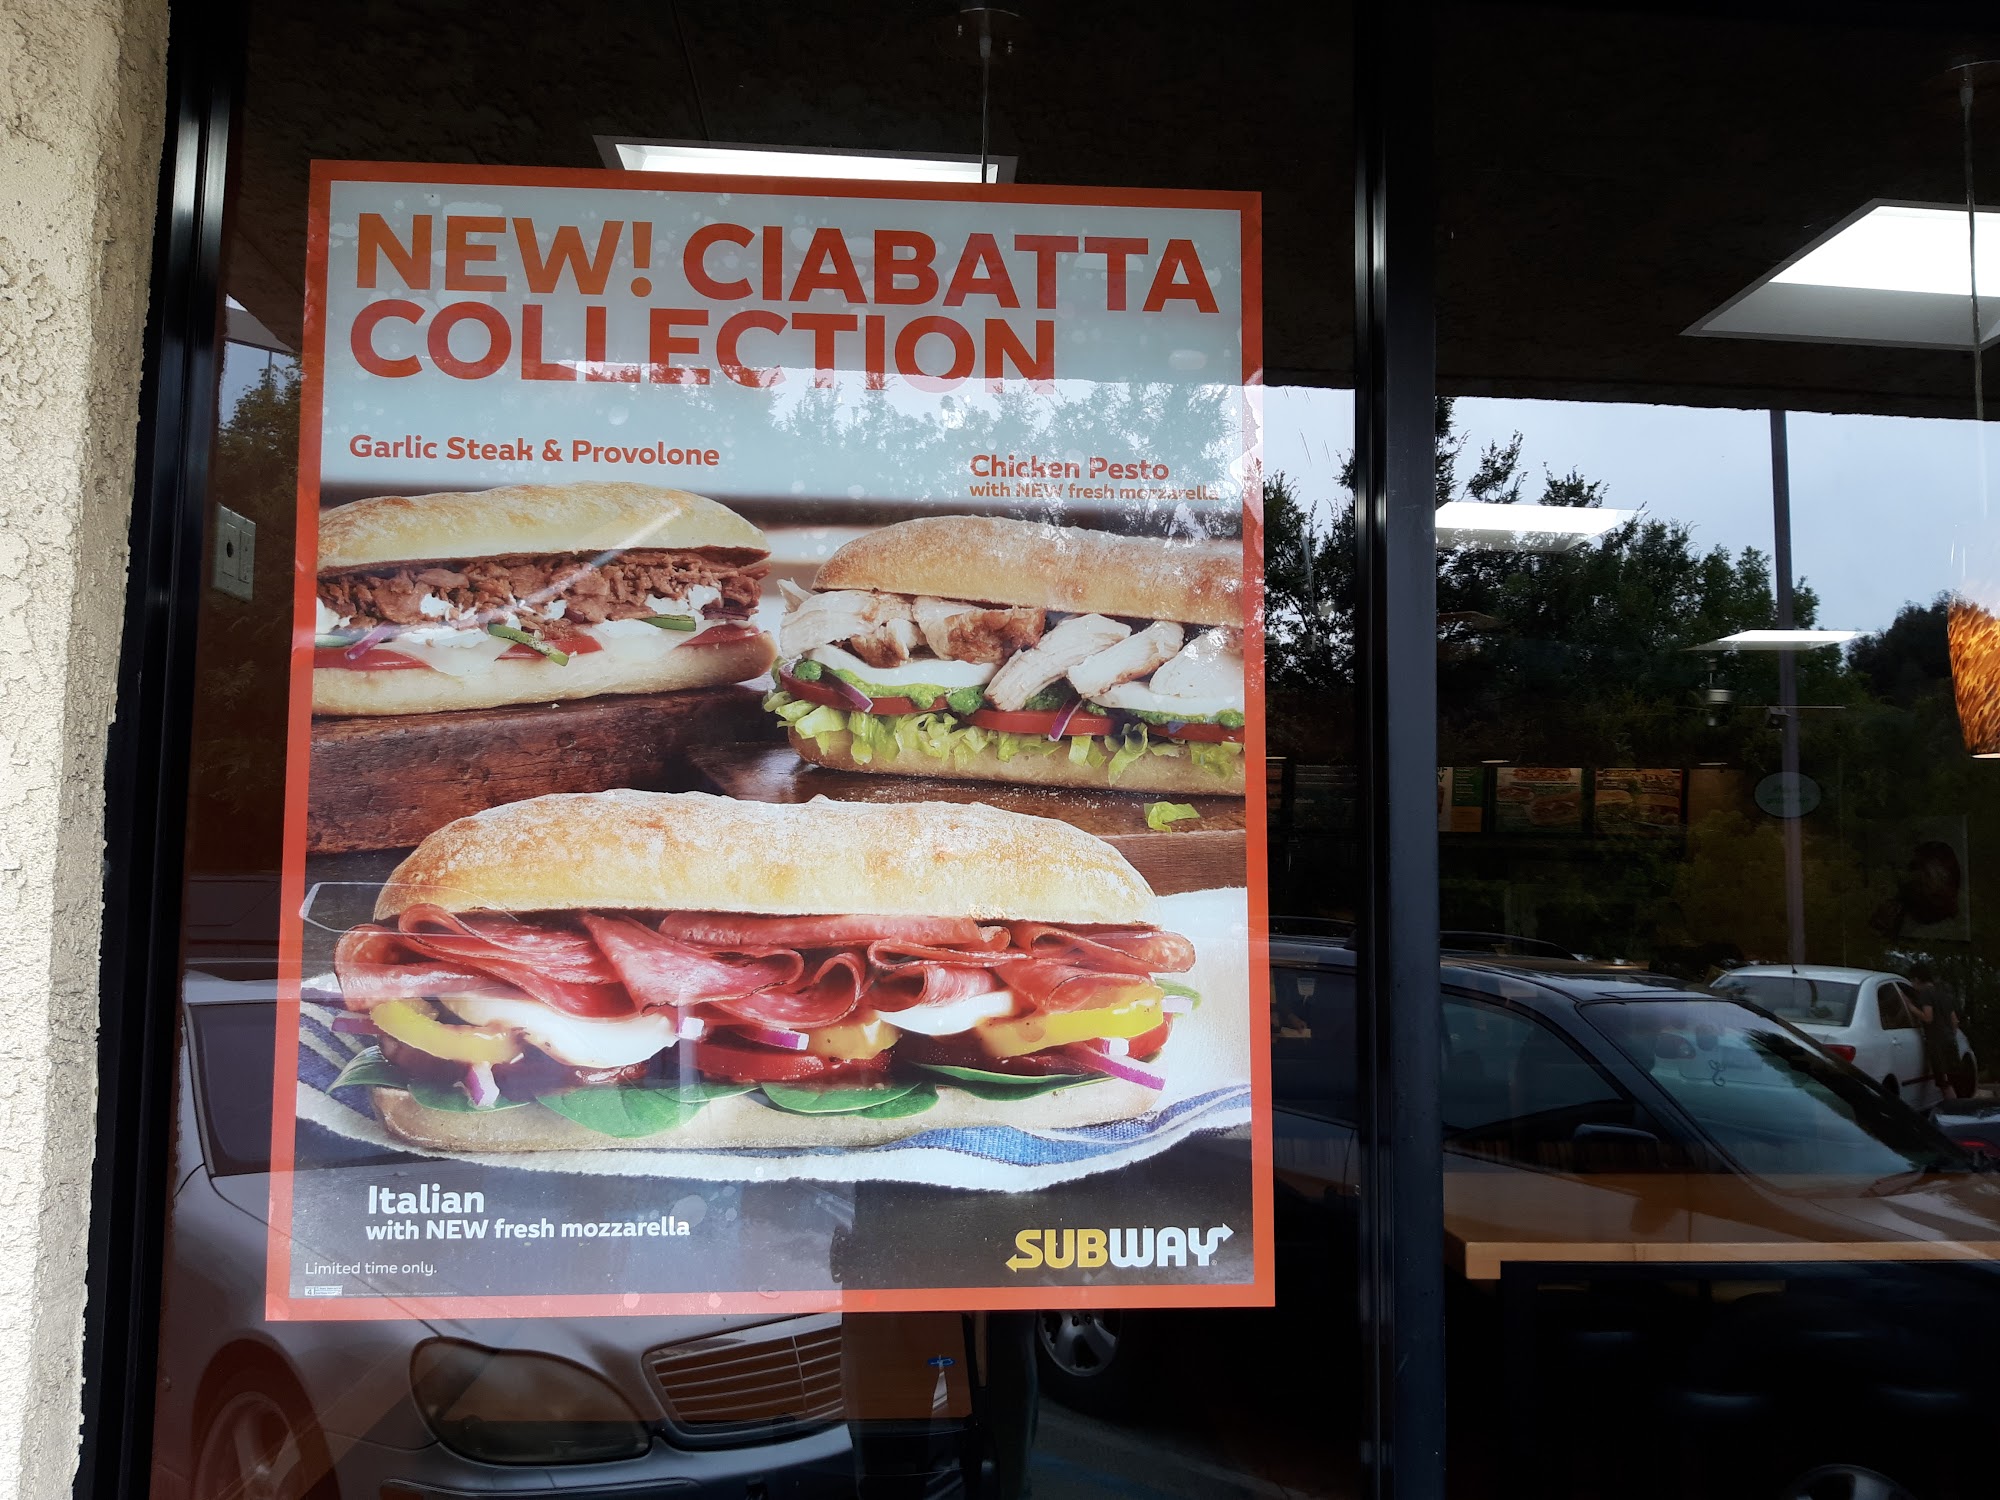 NEW! CIABATTA
COLLECTION
Garlic Steak & Provolone
Chicken Pesto
with NEW fresh mozzarella
Italian
with NEW fresh mozzarella
Limited time only.
SUBWAY